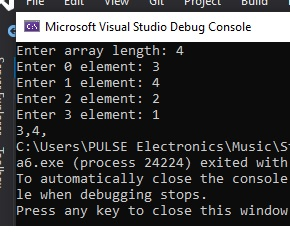 File Edit View Git Project Build
Microsoft Visual Studio Debug Console
Enter array length: 4
Enter 0 element: 3
Enter 1 element: 4
Enter 2 element: 2
Enter 3 element: 1
3,4,
C:\Users\PULSE Electronics\Music\St
a6.exe (process 24224) exited with
To automatically close the console
le when debugging stops.
Press any key to close this window